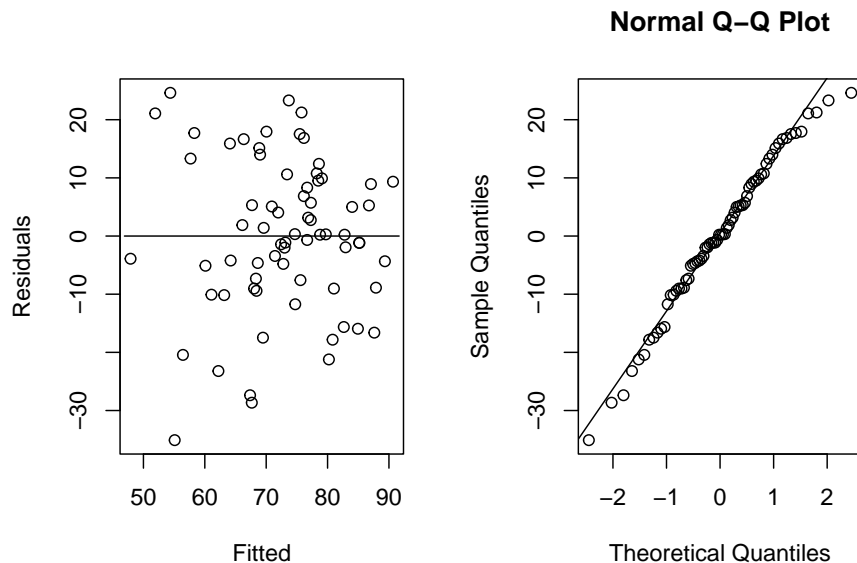 Normal Q−Q Plot
Residuals
20
10
0
−10
−30
50 60 70 80 90
Fitted
Sample Quantiles
20
10
0
−10
−30
−2 −1 0 1 2
Theoretical Quantiles